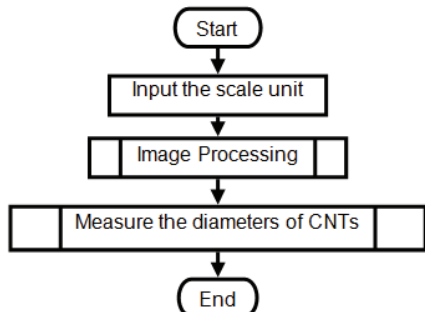 Start
Input the scale unit
Image Processing
Measure the diameters of CNTs
End